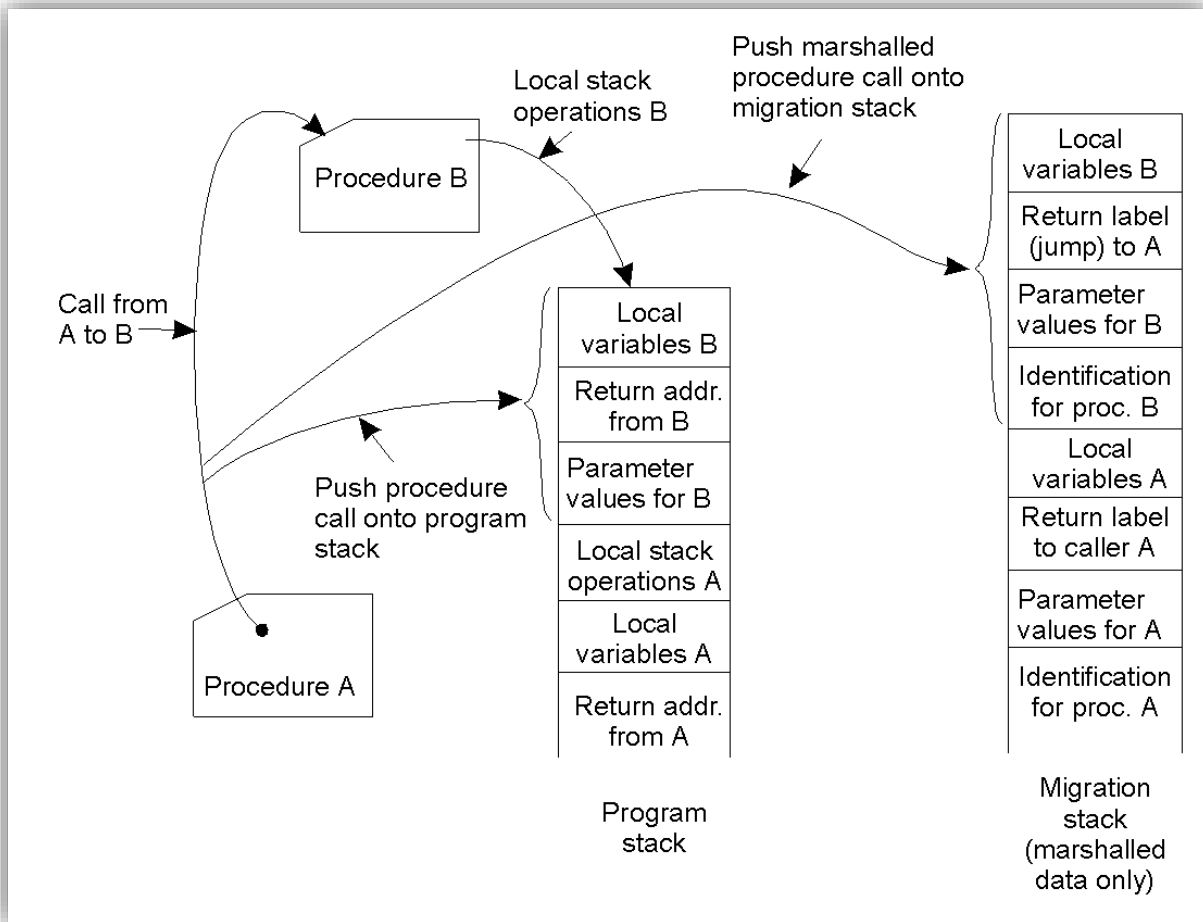 Push marshalled
procedure call onto
migration stack
Local stack
operations B
Procedure B
Call from
A to B
Push procedure
call onto program
stack
Procedure A
Local
variables B
Return addr.
from B
Parameter
values for B
Local stack
operations A
Local
variables A
Return addr.
from A
Program
stack
Local
variables B
Return label
(jump) to A
Parameter
values for B
Identification
for proc. B
Local
variables A
Return label
to caller A
Parameter
values for A
Identification
for proc. A
Migration
stack
(marshalled
data only)